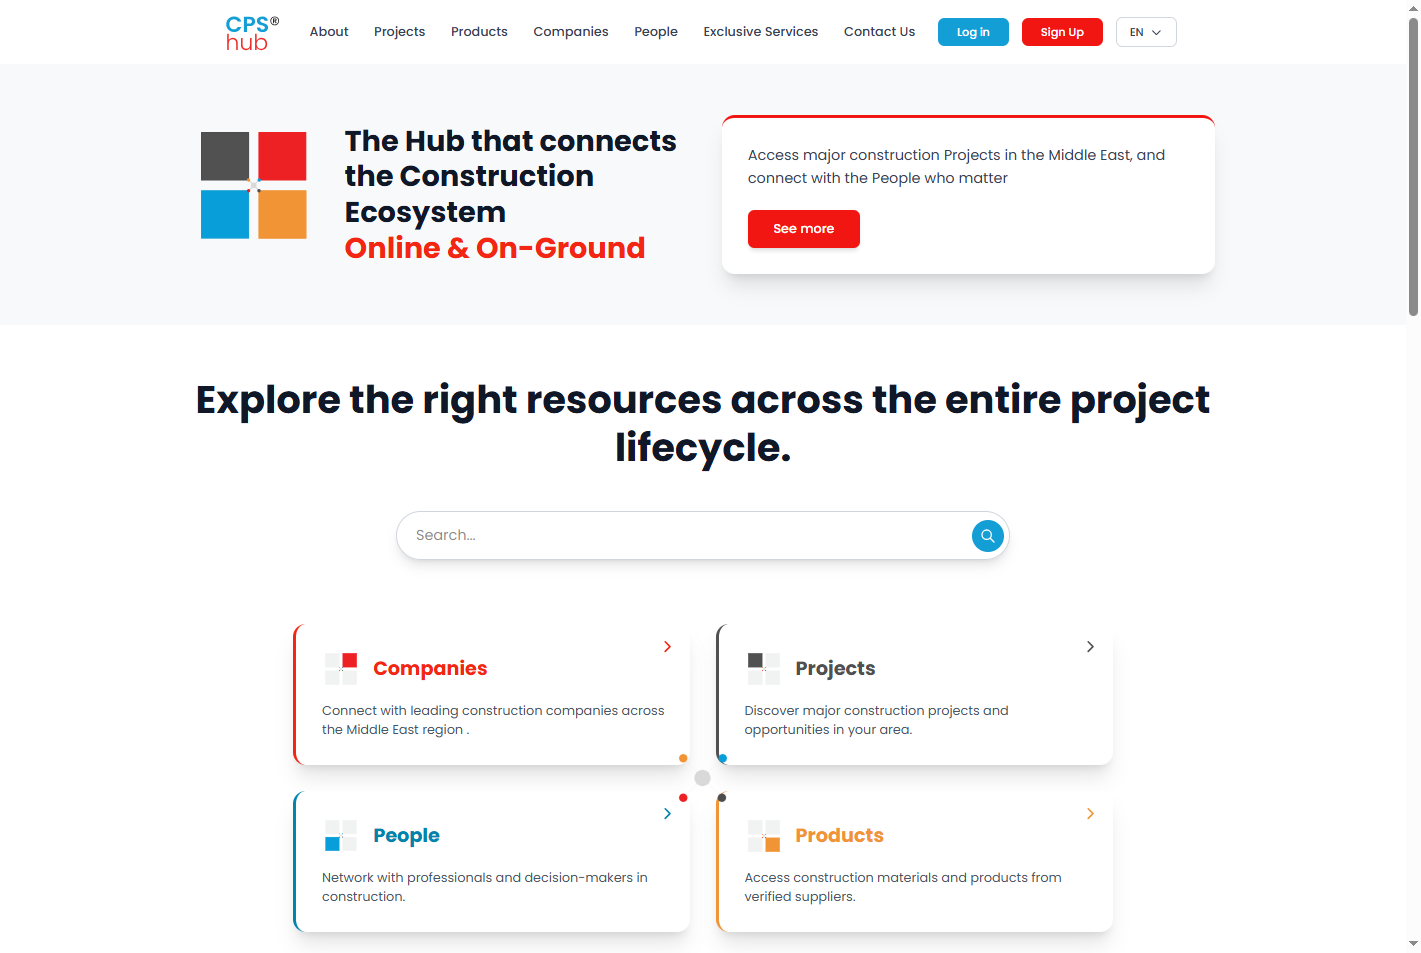 CPS®
hub
About
Projects
Products
Companies
People
Exclusive Services
Contact Us
Log in
Sign Up
EN
The Hub that connects
the Construction
Ecosystem
Online & On-Ground
Access major construction Projects in the Middle East, and
connect with the People who matter
See more
Explore the right resources across the entire project
lifecycle.
Search...
Companies
Connect with leading construction companies across
the Middle East region .
Projects
Discover major construction projects and
opportunities in your area.
People
Network with professionals and decision-makers in
construction.
Products
Access construction materials and products from
verified suppliers.